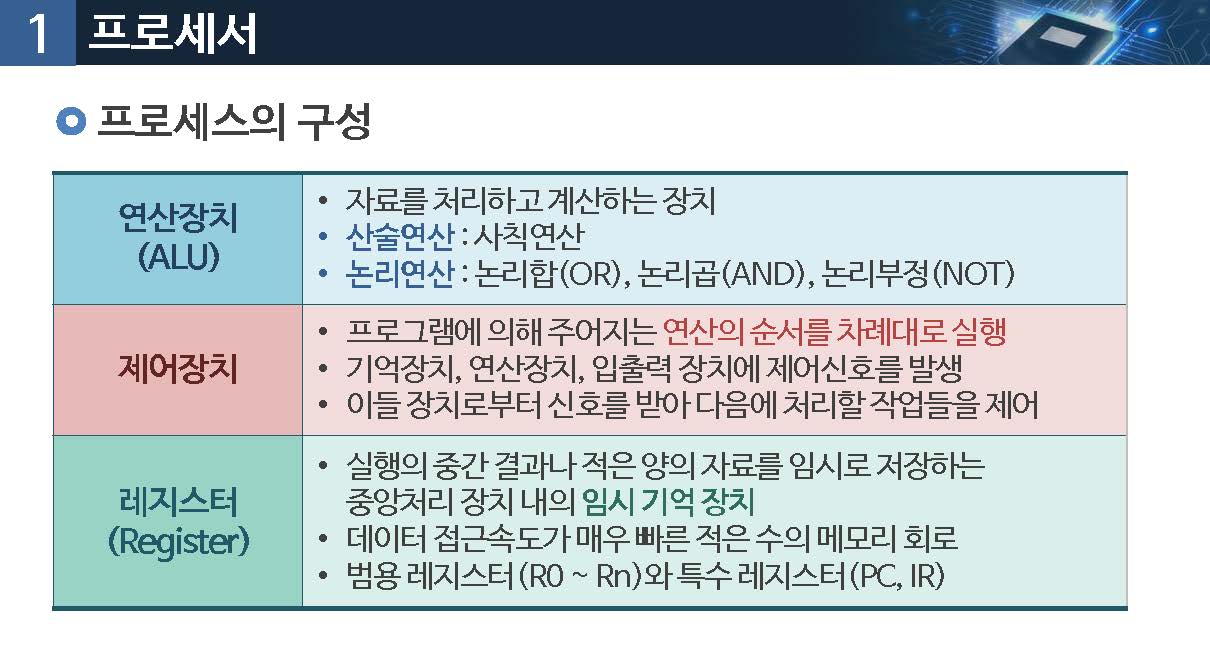 1 프로세서
프로세스의 구성
연산장치
(ALU)
• 자료를 처리하고 계산하는 장치
• 산술연산 : 사칙연산
• 논리연산 : 논리합(OR), 논리곱(AND), 논리부정(NOT)
제어장치
• 프로그램에 의해 주어지는 연산의 순서를 차례대로 실행
• 기억장치, 연산장치, 입출력 장치에 제어신호를 발생
• 이들 장치로부터 신호를 받아 다음에 처리할 작업들을 제어
레지스터
(Register)
• 실행의 중간 결과나 적은 양의 자료를 임시로 저장하는
중앙처리 장치 내의 임시 기억 장치
• 데이터 접근속도가 매우 빠른 적은 수의 메모리 회로
• 범용 레지스터(R0 ~ Rn)와 특수 레지스터(PC, IR)